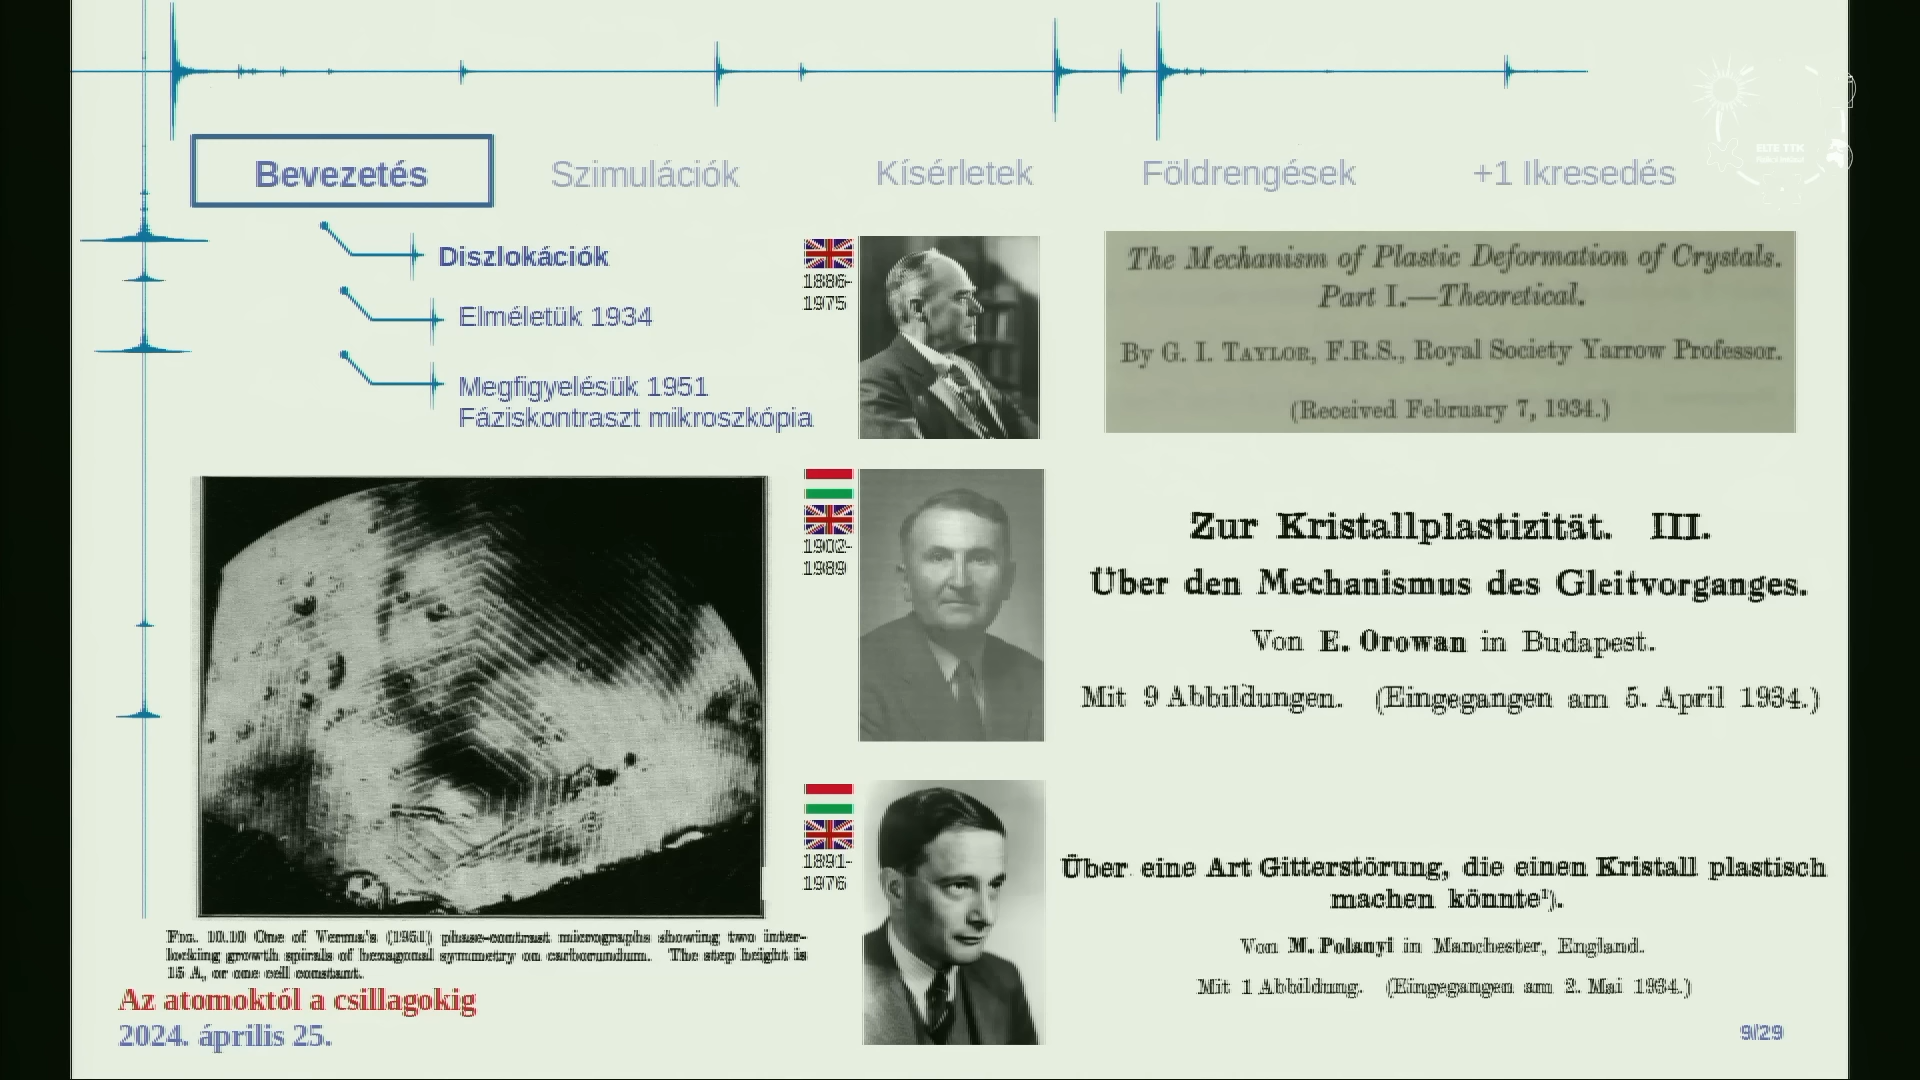 Bevezetés
Szimulációk
Kísérletek
Földrengések
+1 Ikresedés
ELTE TTK
Diszlokációk
Elméletük 1934
Megfigyelésük 1951
Fáziskontraszt mikroszkópia
1886-
1975
The Mechanism of Plastic Deformation of Crystals.
Part I.—Theoretical.
By G. I. Taylor, F.R.S., Royal Society Yarrow Professor.
(Received February 7, 1934.)
1902-
1989
Zur Kristallplastizität. III.
Über den Mechanismus des Gleitvorganges.
Von E. Orowan in Budapest.
Mit 9 Abbildungen. (Eingegangen am 5. April 1934.)
1891-
1976
Über eine Art Gitterstörung, die einen Kristall plastisch
machen könnte¹).
Von M. Polanyi in Manchester, England.
Mit 1 Abbildung. (Eingegangen am 2. Mai 1934.)
Fig. 10.10 One of Verma's (1951) phase-contrast micrographs showing two inter-
locking growth spirals of hexagonal symmetry on carborundum. The step height is
15 A, or one cell constant.
Az atomoktól a csillagokig
2024. április 25.
9/29